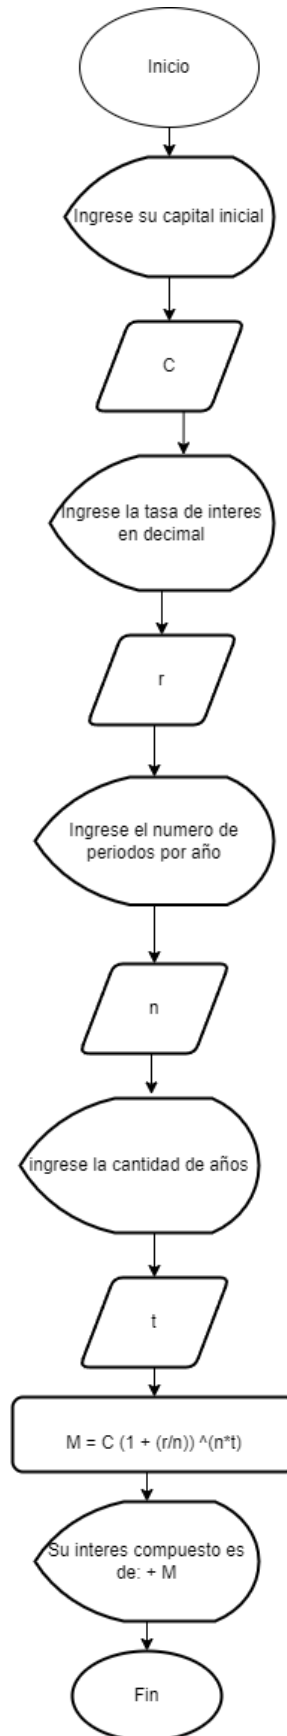 Inicio
Ingrese su capital inicial
C
Ingrese la tasa de interes
en decimal
r
Ingrese el numero de
periodos por año
n
ingrese la cantidad de años
t
M = C (1 + (r/n)) ^(n*t)
Su interes compuesto es
de: + M
Fin